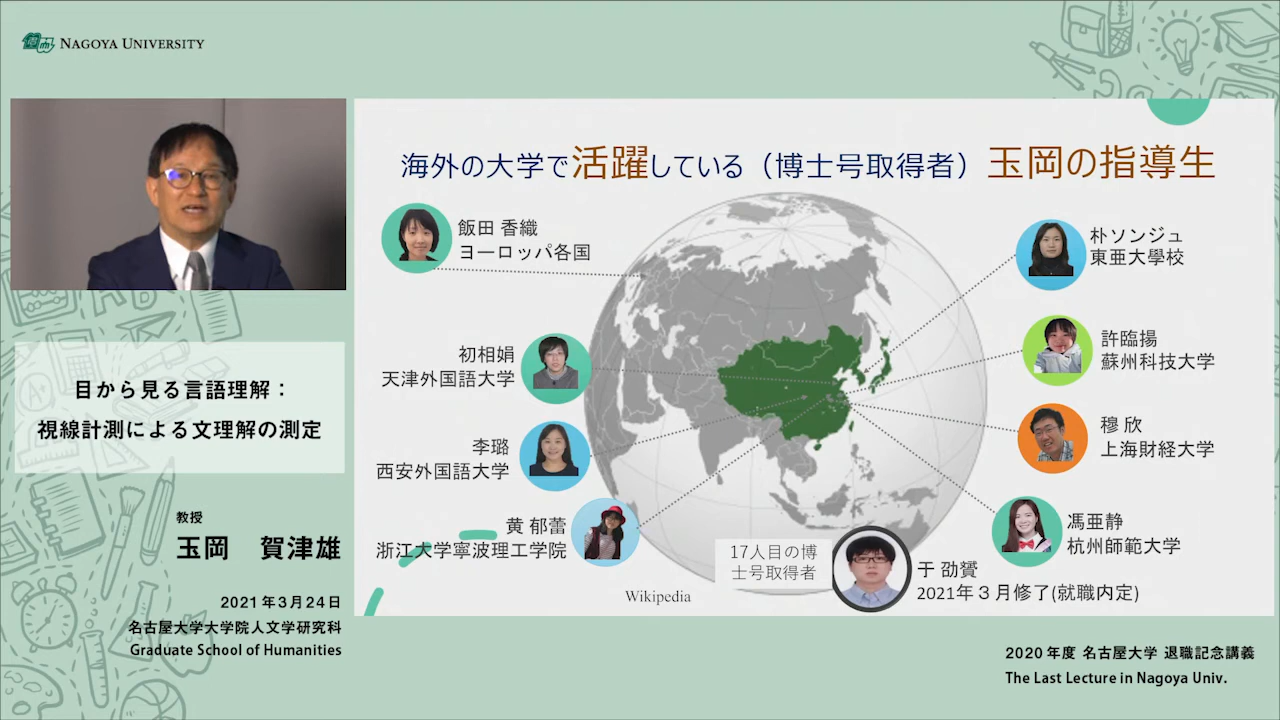 NAGOYA UNIVERSITY
海外の大学で活躍している（博士号取得者）玉岡の指導生
飯田 香織
ヨーロッパ各国
朴ソンジュ
東亜大學校
初相娟
天津外国語大学
許臨揚
蘇州科技大学
李璐
西安外国語大学
穆 欣
上海財経大学
黄 郁蕾
浙江大学寧波理工学院
馮亜静
杭州師範大学
17人目の博
士号取得者
于 劭贇
2021年３月修了(就職内定)
Wikipedia
目から見る言語理解：
視線計測による文理解の測定
教授
玉岡 賀津雄
2021年3月24日
名古屋大学大学院人文学研究科
Graduate School of Humanities
2020年度 名古屋大学 退職記念講義
The Last Lecture in Nagoya Univ.